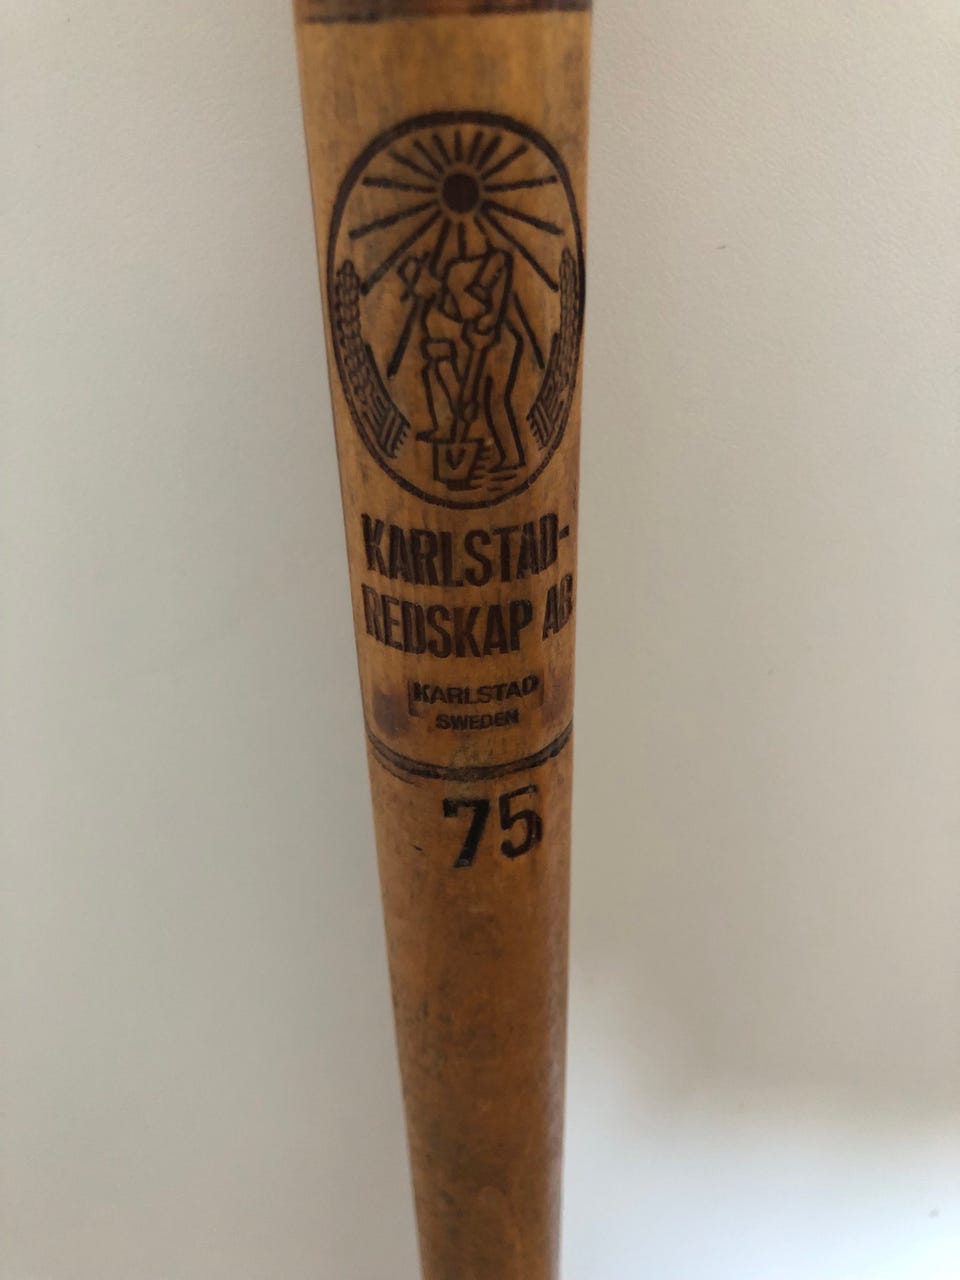 KARLSTAD-
REDSKAP AB
KARLSTAD
SWEDEN
75